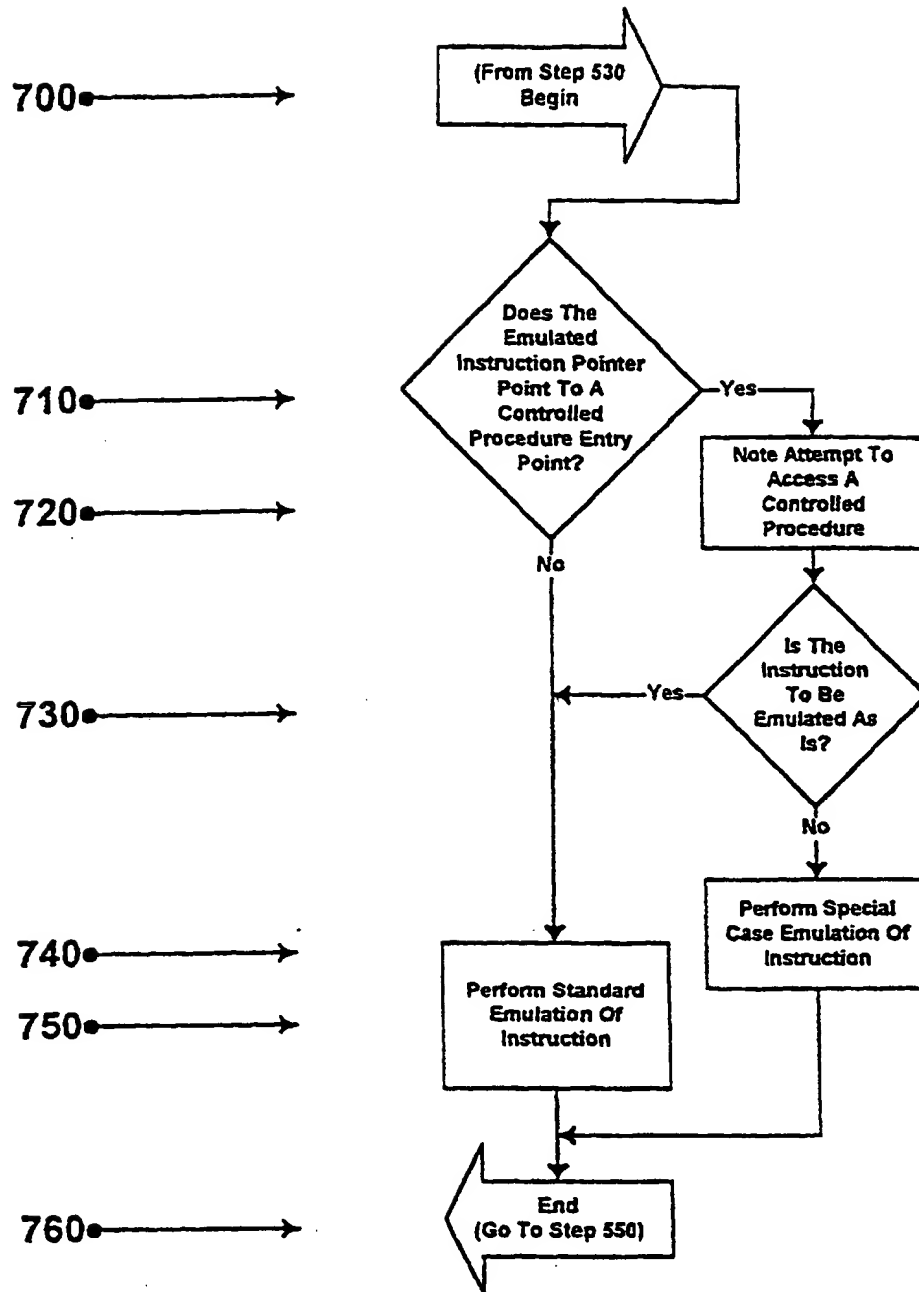 700
(From Step 530
Begin
710
Does The
Emulated
Instruction Pointer
Point To A
Controlled
Procedure Entry
Point?
Yes
No
720
Note Attempt To
Access A
Controlled
Procedure
730
Is The
Instruction
To Be
Emulated As
Is?
Yes
No
740
Perform Special
Case Emulation Of
Instruction
750
Perform Standard
Emulation Of
Instruction
760
End
(Go To Step 550)